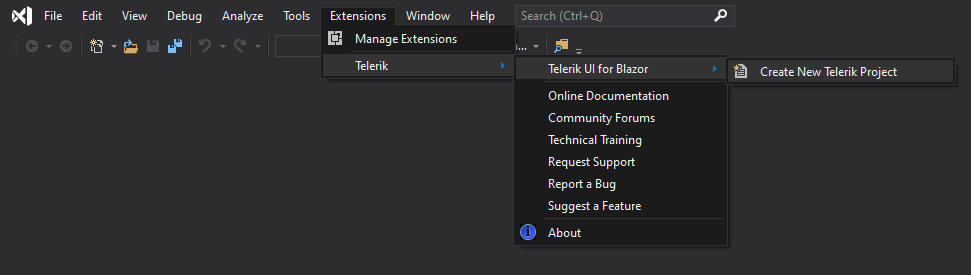 File Edit View Debug Analyze Tools Extensions Window Help Search (Ctrl+Q)
Manage Extensions
Telerik
Telerik UI for Blazor
Create New Telerik Project
Online Documentation
Community Forums
Technical Training
Request Support
Report a Bug
Suggest a Feature
About